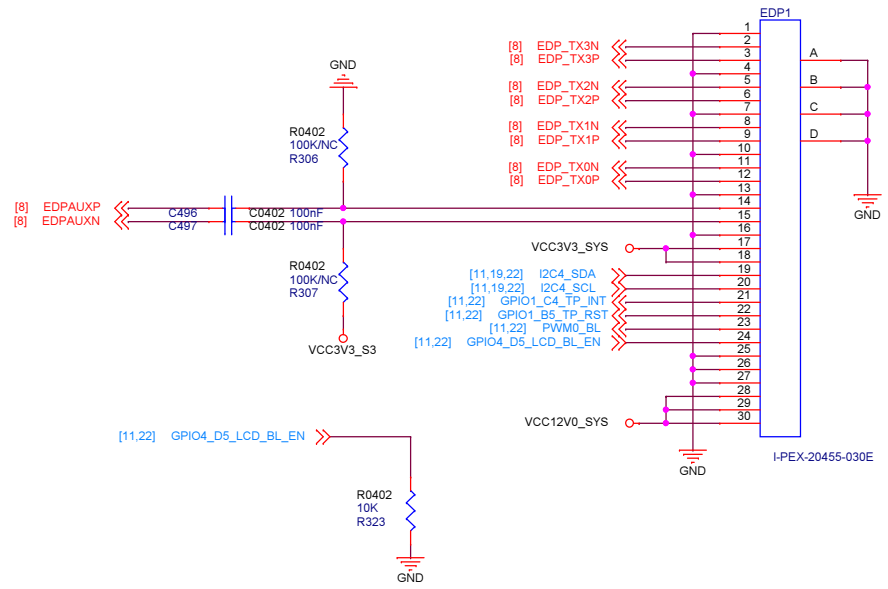 EDP1
1
[8] EDP_TX3N 2
[8] EDP_TX3P 3
A
4
[8] EDP_TX2N 5
B
[8] EDP_TX2P 6
7
C
[8] EDP_TX1N 8
[8] EDP_TX1P 9
D
10
[8] EDP_TX0N 11
[8] EDP_TX0P 12
13
14
15
16
VCC3V3_SYS 17
18
[11,19,22] I2C4_SDA 19
[11,19,22] I2C4_SCL 20
[11,22] GPIO1_C4_TP_INT 21
[11,22] GPIO1_B5_TP_RST 22
[11,22] PWM0_BL 23
[11,22] GPIO4_D5_LCD_BL_EN 24
25
26
27
28
29
VCC12V0_SYS 30
GND
GND
I-PEX-20455-030E
GND
R0402
100K/NC
R306
[8] EDPAUXP
[8] EDPAUXN
C496 C0402 100nF
C497 C0402 100nF
R0402
100K/NC
R307
VCC3V3_S3
[11,22] GPIO4_D5_LCD_BL_EN
R0402
10K
R323
GND